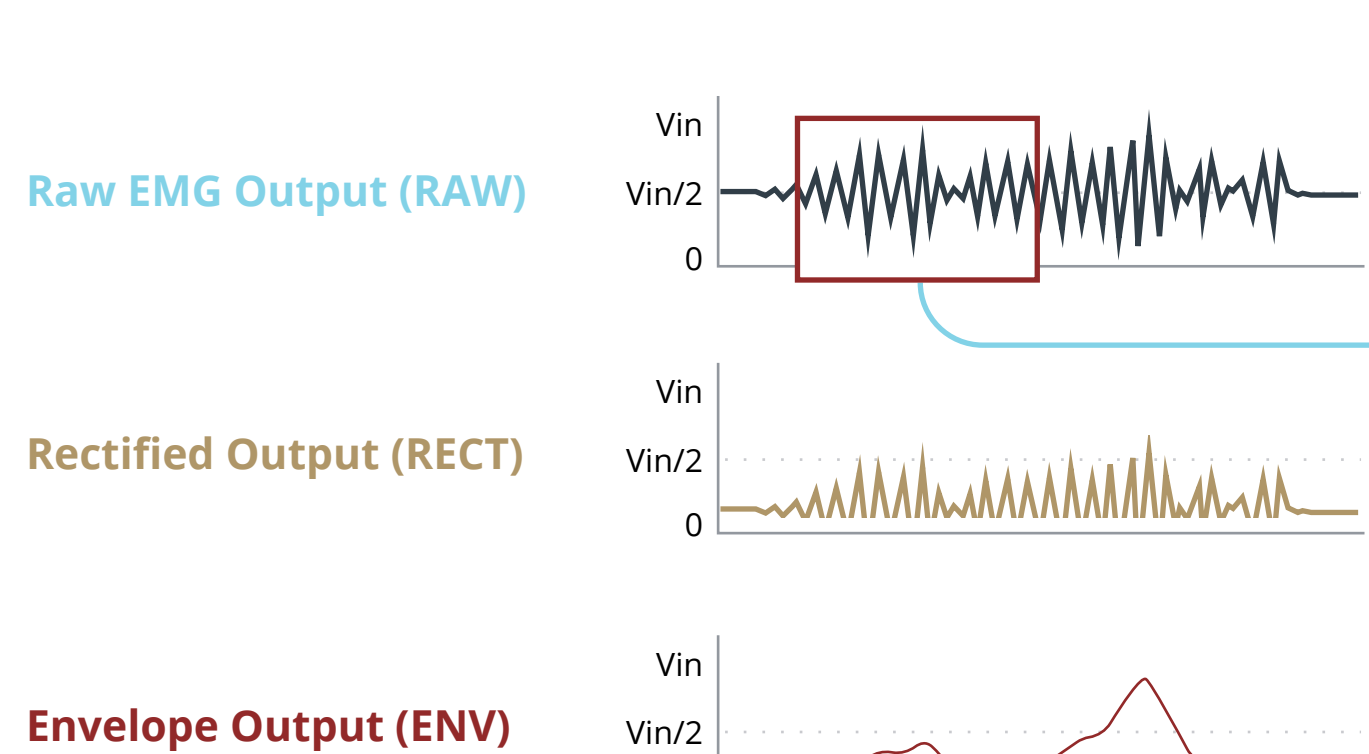 Vin
Raw EMG Output (RAW)
Vin/2
0
Vin
Rectified Output (RECT)
Vin/2
0
Vin
Envelope Output (ENV)
Vin/2